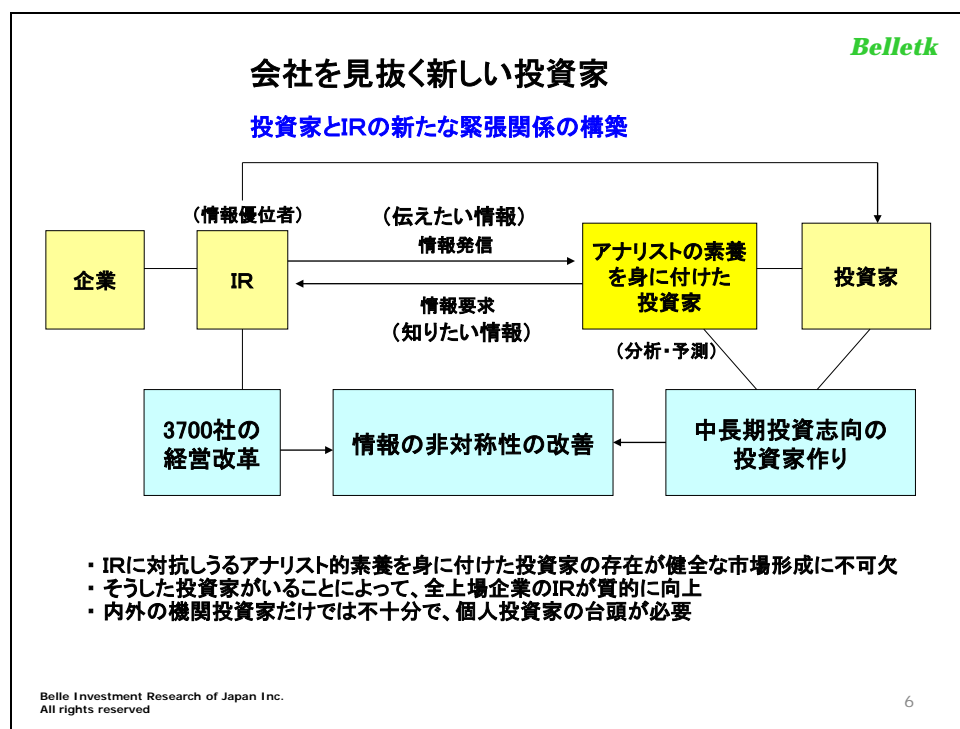 Belletk
会社を見抜く新しい投資家
投資家とIRの新たな緊張関係の構築
（情報優位者）
（伝えたい情報）
情報発信
企業
IR
アナリストの素養
を身に付けた
投資家
投資家
情報要求
（知りたい情報）
（分析・予測）
3700社の
経営改革
情報の非対称性の改善
中長期投資志向の
投資家作り
・ IRに対抗しうるアナリスト的素養を身に付けた投資家の存在が健全な市場形成に不可欠
・ そうした投資家がいることによって、全上場企業のIRが質的に向上
・ 内外の機関投資家だけでは不十分で、個人投資家の台頭が必要
Belle Investment Research of Japan Inc.
All rights reserved
6